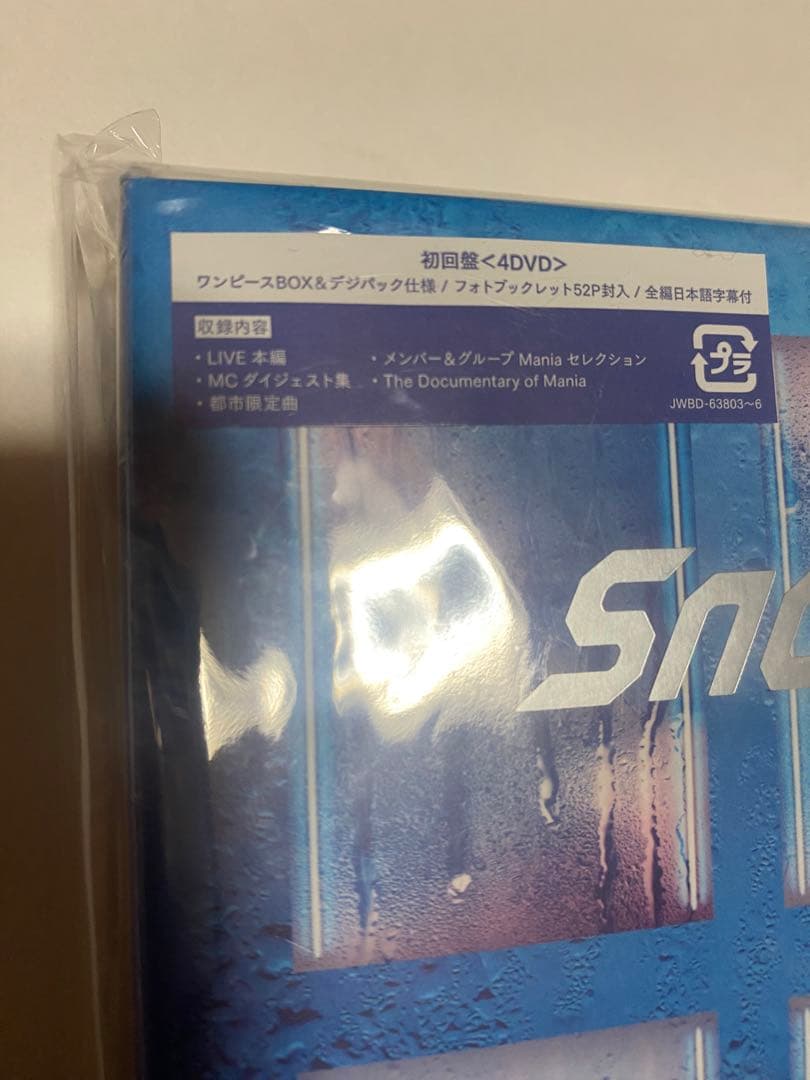 初回盤<4DVD>
ワンピースBOX＆デジパック仕様 / フォトブックレット52P封入 / 全編日本語字幕付
収録内容
・LIVE 本編
・MC ダイジェスト集
・都市限定曲
・メンバー＆グループ Mania セレクション
・The Documentary of Mania
プラ
JWBD-63803〜6
Sno